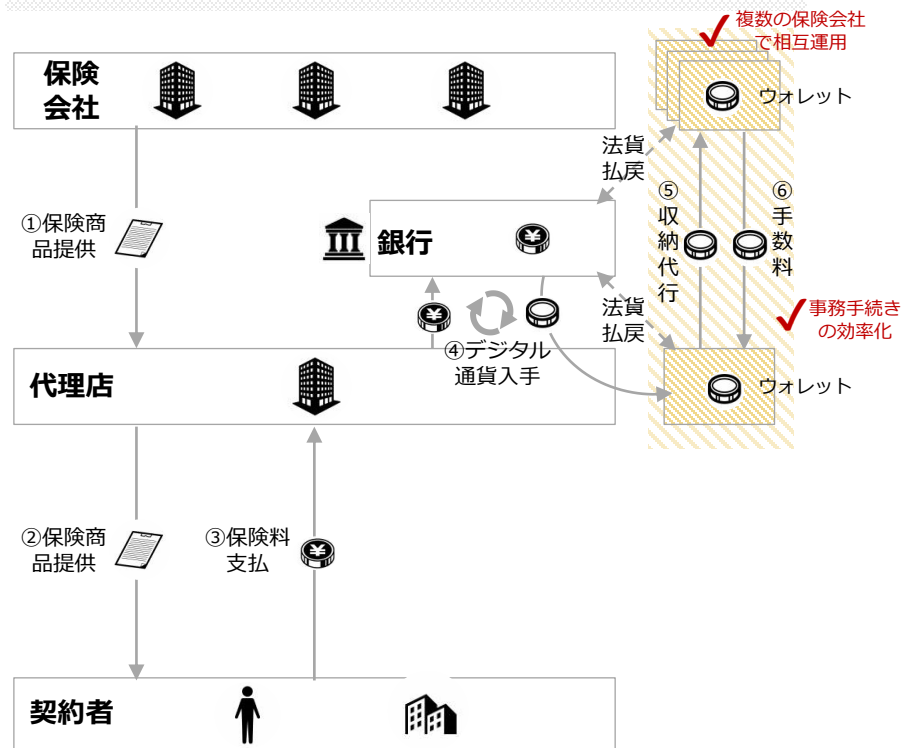 複数の保険会社
で相互運用
保険
会社
ウォレット
法貨
払戻
⑤収納代行
⑥手数料
①保険商
品提供
銀行
法貨
払戻
事務手続き
の効率化
④デジタル
通貨入手
代理店
ウォレット
②保険商
品提供
③保険料
支払
契約者